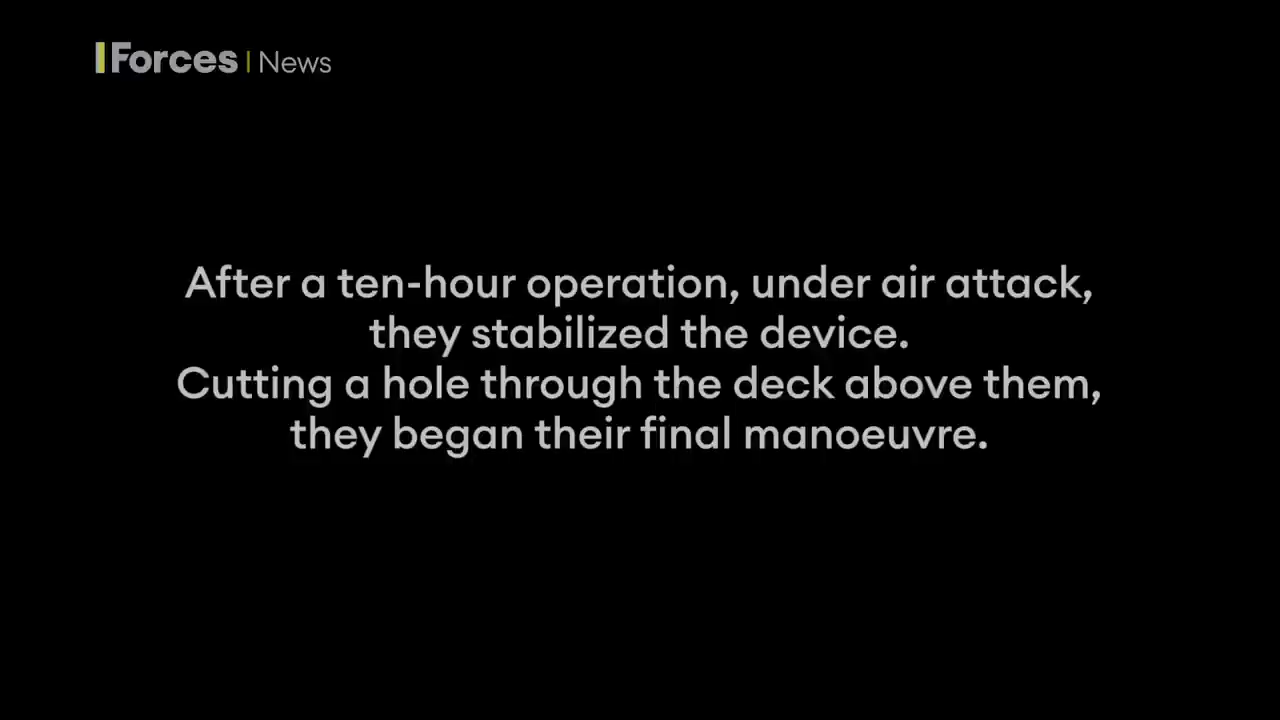 Forces | News
After a ten-hour operation, under air attack,
they stabilized the device.
Cutting a hole through the deck above them,
they began their final manoeuvre.